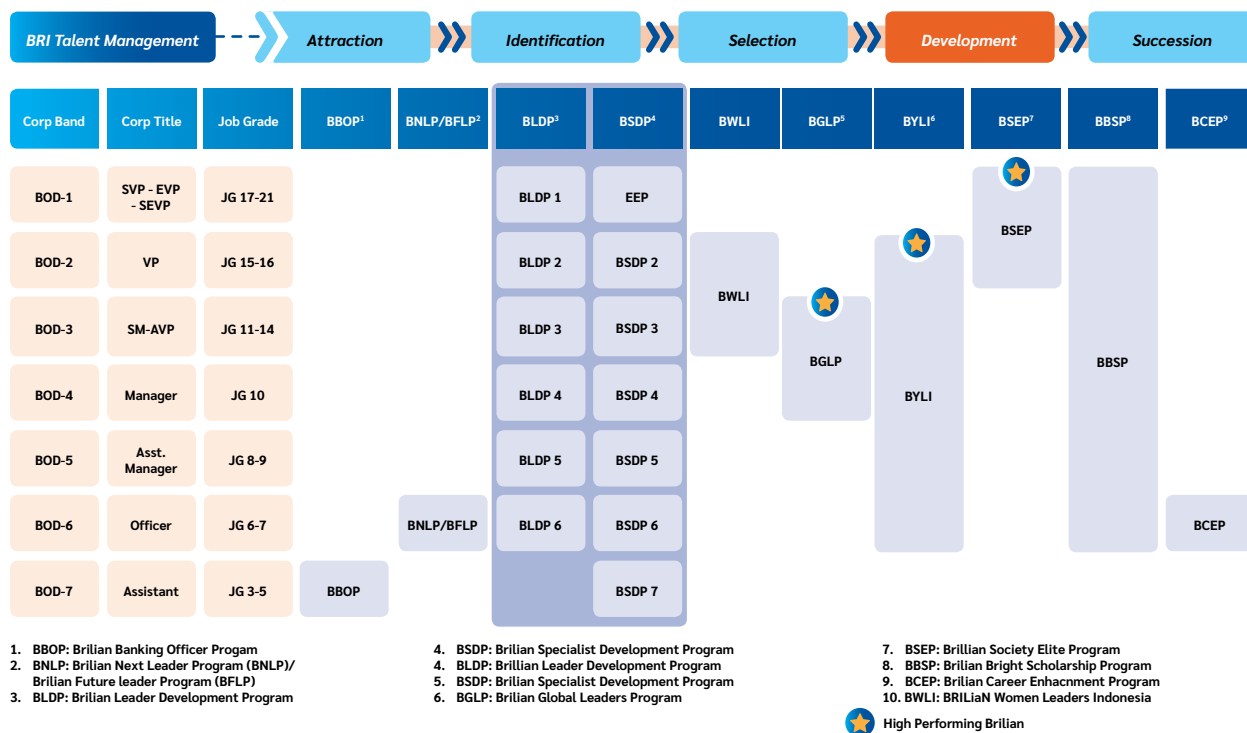 BRI Talent Management
Attraction
Identification
Selection
Development
Succession
Corp Band
Corp Title
Job Grade
BBOP¹
BNLP/BFLP²
BLDP³
BSDP⁴
BWLI
BGLP⁵
BYLI⁶
BSEP⁷
BBSP⁸
BCEP⁹
BOD-1
SVP - EVP
- SEVP
JG 17-21
BLDP 1
EEP
BSEP
BOD-2
VP
JG 15-16
BLDP 2
BSDP 2
BWLI
BOD-3
SM-AVP
JG 11-14
BLDP 3
BSDP 3
BGLP
BBSP
BOD-4
Manager
JG 10
BLDP 4
BSDP 4
BYLI
BOD-5
Asst.
Manager
JG 8-9
BLDP 5
BSDP 5
BOD-6
Officer
JG 6-7
BNLP/BFLP
BLDP 6
BSDP 6
BCEP
BOD-7
Assistant
JG 3-5
BBOP
BSDP 7
1. BBOP: Brilian Banking Officer Progam
2. BNLP: Brilian Next Leader Program (BNLP)/
Brilian Future leader Program (BFLP)
3. BLDP: Brilian Leader Development Program
4. BSDP: Brilian Specialist Development Program
4. BLDP: Brillian Leader Development Program
5. BSDP: Brilian Specialist Development Program
6. BGLP: Brilian Global Leaders Program
7. BSEP: Brillian Society Elite Program
8. BBSP: Brilian Bright Scholarship Program
9. BCEP: Brilian Career Enhacnment Program
10. BWLI: BRILiaN Women Leaders Indonesia
High Performing Brilian